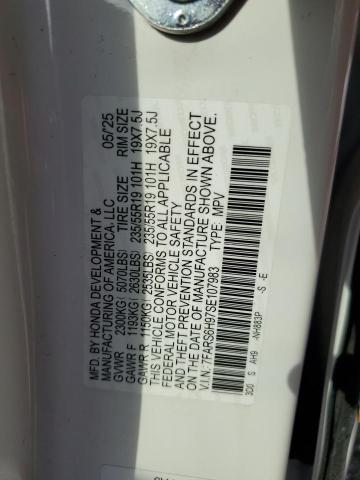 MFD. BY HONDA DEVELOPMENT & 05/'25
MANUFACTURING OF AMERICA, LLC
TIRE SIZE RIM SIZE
GVWR 2300KG( 5070LBS) 235/55R19 101H 19X7.5J
GAWR F 1193KG( 2630LBS) 235/55R19 101H 19X7.5J
GAWR R 1150KG( 2535LBS)
THIS VEHICLE CONFORMS TO ALL APPLICABLE
FEDERAL MOTOR VEHICLE SAFETY
AND THEFT PREVENTION STANDARDS IN EFFECT
ON THE DATE OF MANUFACTURE SHOWN ABOVE.
V.I.N.: 7FARS6H97SE107983 TYPE: MPV
3D0 S AH9 -NH883P -S -E